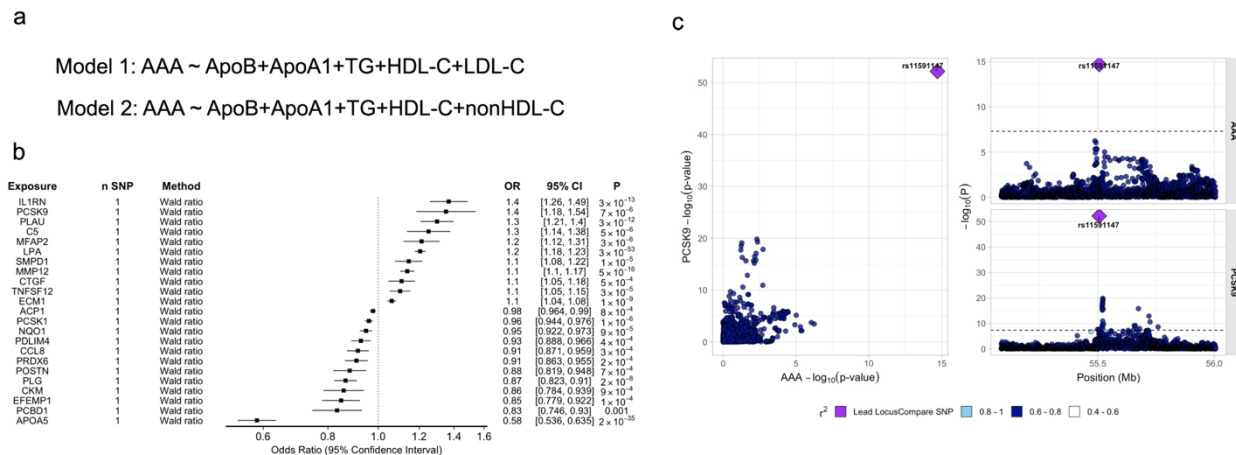 a
Model 1: AAA ~ ApoB+ApoA1+TG+HDL-C+LDL-C
Model 2: AAA ~ ApoB+ApoA1+TG+HDL-C+nonHDL-C
b
Exposure n SNP Method OR 95% CI P
IL1RN 1 Wald ratio 1.4 [1.26, 1.49] 3×10⁻¹³
PCSK9 1 Wald ratio 1.4 [1.18, 1.54] 7×10⁻⁶
PLAU 1 Wald ratio 1.3 [1.21, 1.4] 3×10⁻¹²
C5 1 Wald ratio 1.3 [1.14, 1.38] 5×10⁻⁶
MFAP2 1 Wald ratio 1.2 [1.12, 1.31] 3×10⁻⁶
LPA 1 Wald ratio 1.2 [1.18, 1.23] 3×10⁻⁵³
SMPD1 1 Wald ratio 1.1 [1.08, 1.22] 1×10⁻⁵
MMP12 1 Wald ratio 1.1 [1.1, 1.17] 5×10⁻¹⁶
CTGF 1 Wald ratio 1.1 [1.05, 1.18] 5×10⁻⁴
TNFSF12 1 Wald ratio 1.1 [1.05, 1.15] 3×10⁻⁵
ECM1 1 Wald ratio 1.1 [1.04, 1.08] 1×10⁻⁹
ACP1 1 Wald ratio 0.98 [0.964, 0.99] 8×10⁻⁴
PCSK1 1 Wald ratio 0.96 [0.944, 0.976] 1×10⁻⁶
NQO1 1 Wald ratio 0.95 [0.922, 0.973] 9×10⁻⁵
PDLIM4 1 Wald ratio 0.93 [0.888, 0.966] 4×10⁻⁴
CCL8 1 Wald ratio 0.91 [0.871, 0.959] 3×10⁻⁴
PRDX6 1 Wald ratio 0.91 [0.863, 0.955] 2×10⁻⁴
POSTN 1 Wald ratio 0.88 [0.819, 0.948] 7×10⁻⁴
PLG 1 Wald ratio 0.87 [0.823, 0.91] 2×10⁻⁸
CKM 1 Wald ratio 0.86 [0.784, 0.939] 9×10⁻⁴
EFEMP1 1 Wald ratio 0.85 [0.779, 0.922] 1×10⁻⁴
PCBD1 1 Wald ratio 0.83 [0.746, 0.93] 0.001
APOA5 1 Wald ratio 0.58 [0.536, 0.635] 2×10⁻³⁵
0.6 0.8 1.0 1.2 1.4 1.6
Odds Ratio (95% Confidence Interval)
c
rs11591147
50
40
30
20
10
0
PCSK9 −log₁₀(p-value)
0 5 10 15
AAA −log₁₀(p-value)
rs11591147
15
10
5
0
AAA
−log₁₀(P)
rs11591147
50
40
30
20
10
0
PCSK9
55.5 56.0
Position (Mb)
r² Lead LocusCompare SNP 0.8 - 1 0.6 - 0.8 0.4 - 0.6